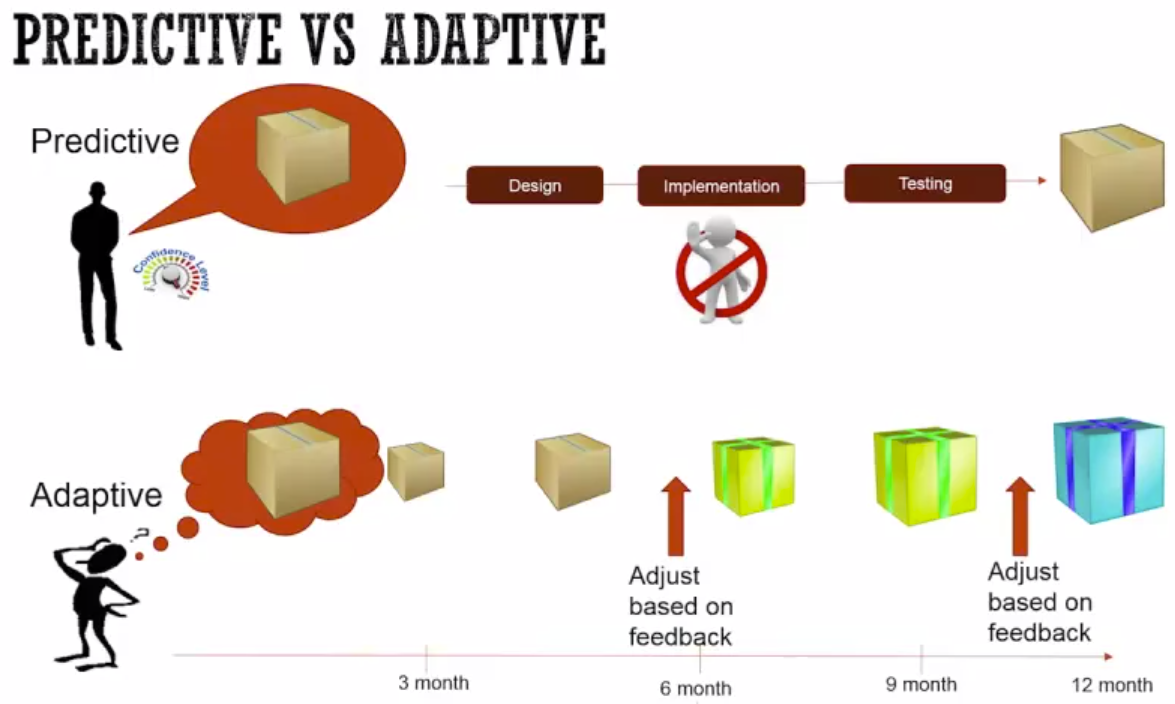 PREDICTIVE VS ADAPTIVE
Predictive
Confidence Level
Design
Implementation
Testing
Adaptive
?
Adjust
based on
feedback
Adjust
based on
feedback
3 month
6 month
9 month
12 month